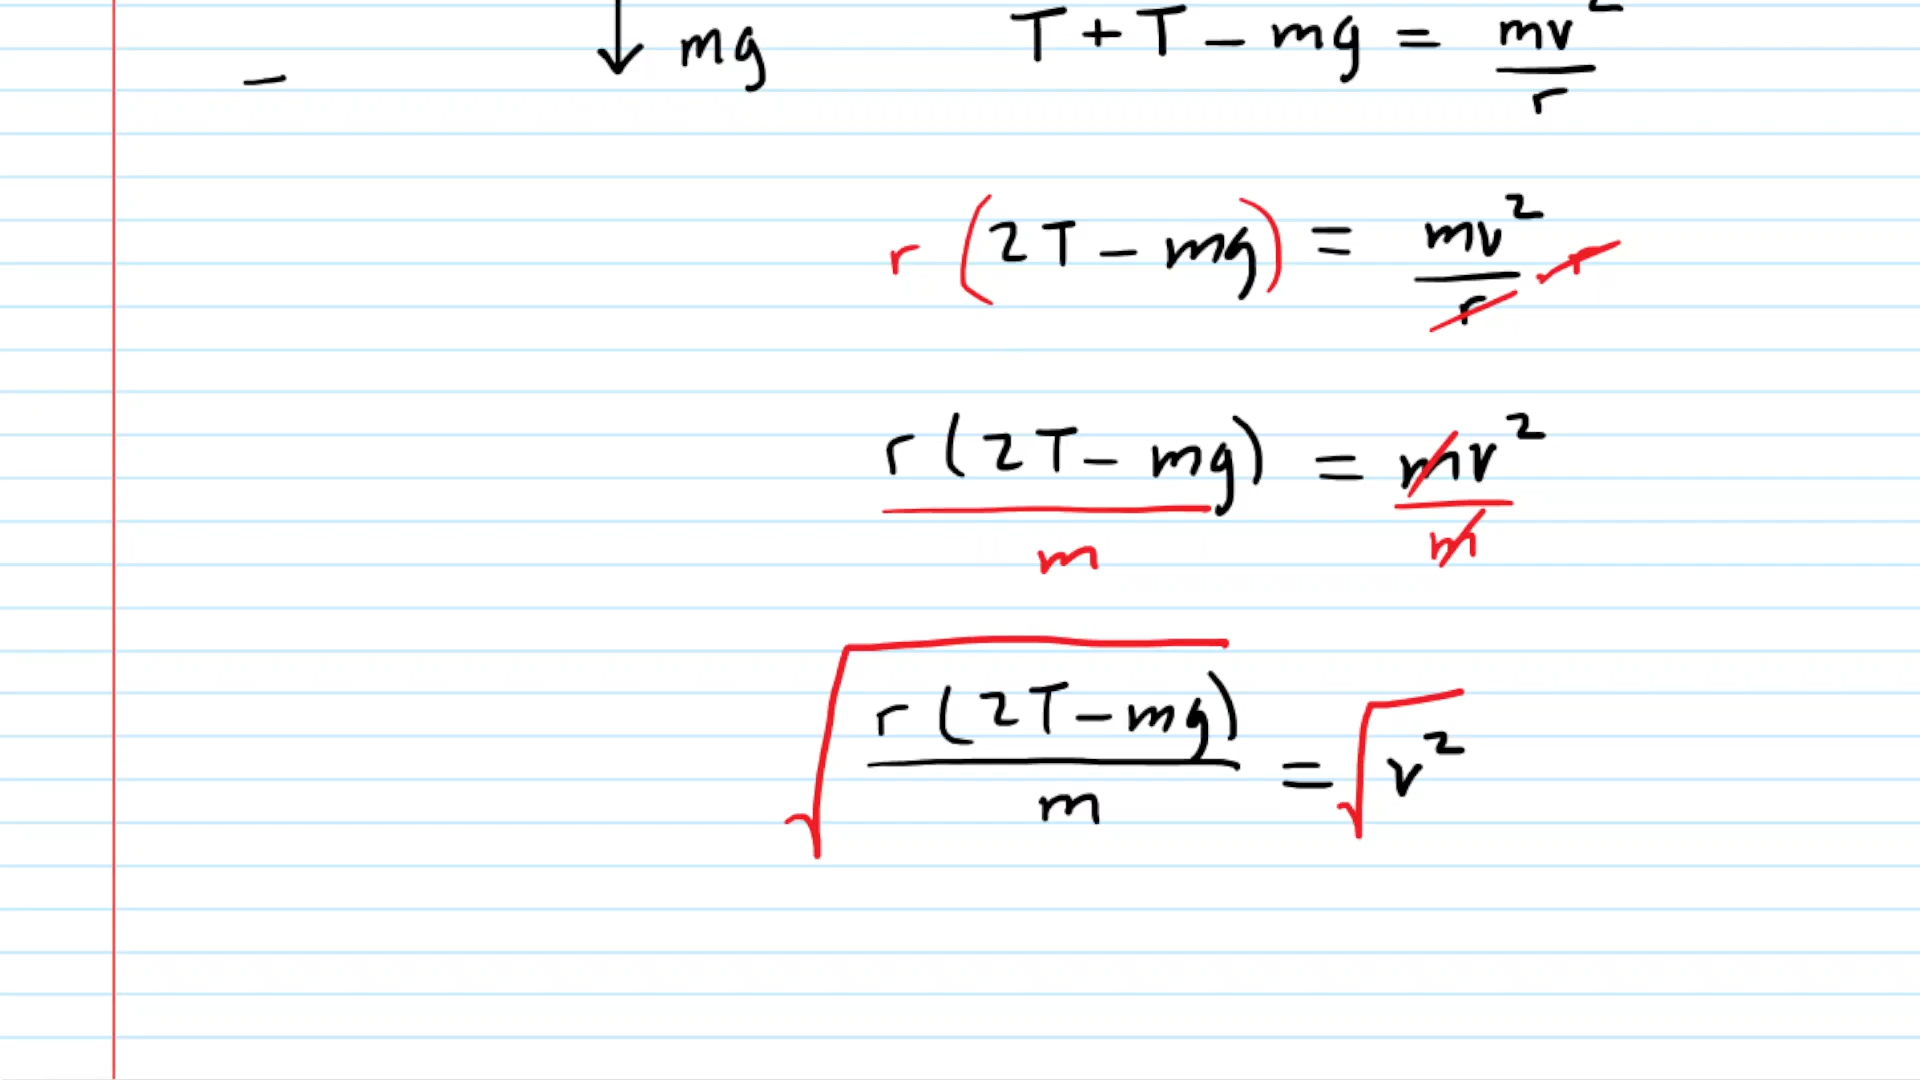 mg T + T − mg = mv² / r
−
r (2T − mg) = mv² / r r
r (2T − mg) / m = mv² / m
√(r (2T − mg) / m) = √v²